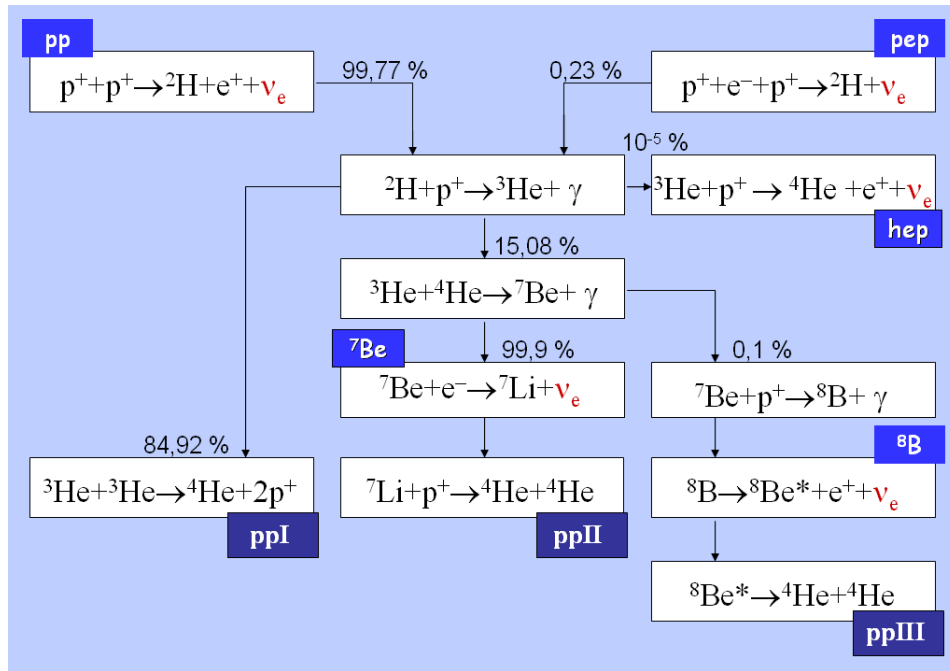 pp
pep
p⁺+p⁺→²H+e⁺+νₑ
99,77 %
0,23 %
p⁺+e⁻+p⁺→²H+νₑ
10⁻⁵ %
²H+p⁺→³He+ γ
³He+p⁺ → ⁴He +e⁺+νₑ
hep
15,08 %
³He+⁴He→⁷Be+ γ
⁷Be
99,9 %
0,1 %
⁷Be+e⁻→⁷Li+νₑ
⁷Be+p⁺→⁸B+ γ
84,92 %
⁸B
³He+³He→⁴He+2p⁺
⁷Li+p⁺→⁴He+⁴He
⁸B→⁸Be*+e⁺+νₑ
ppI
ppII
⁸Be*→⁴He+⁴He
ppIII